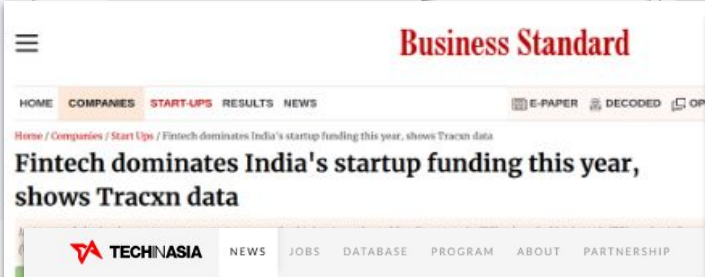 Business Standard
HOME COMPANIES START-UPS RESULTS NEWS E-PAPER DECODED OP
Home / Companies / Start Ups / Fintech dominates India's startup funding this year, shows Tracxn data
Fintech dominates India's startup funding this year,
shows Tracxn data
TECHINASIA NEWS JOBS DATABASE PROGRAM ABOUT PARTNERSHIP